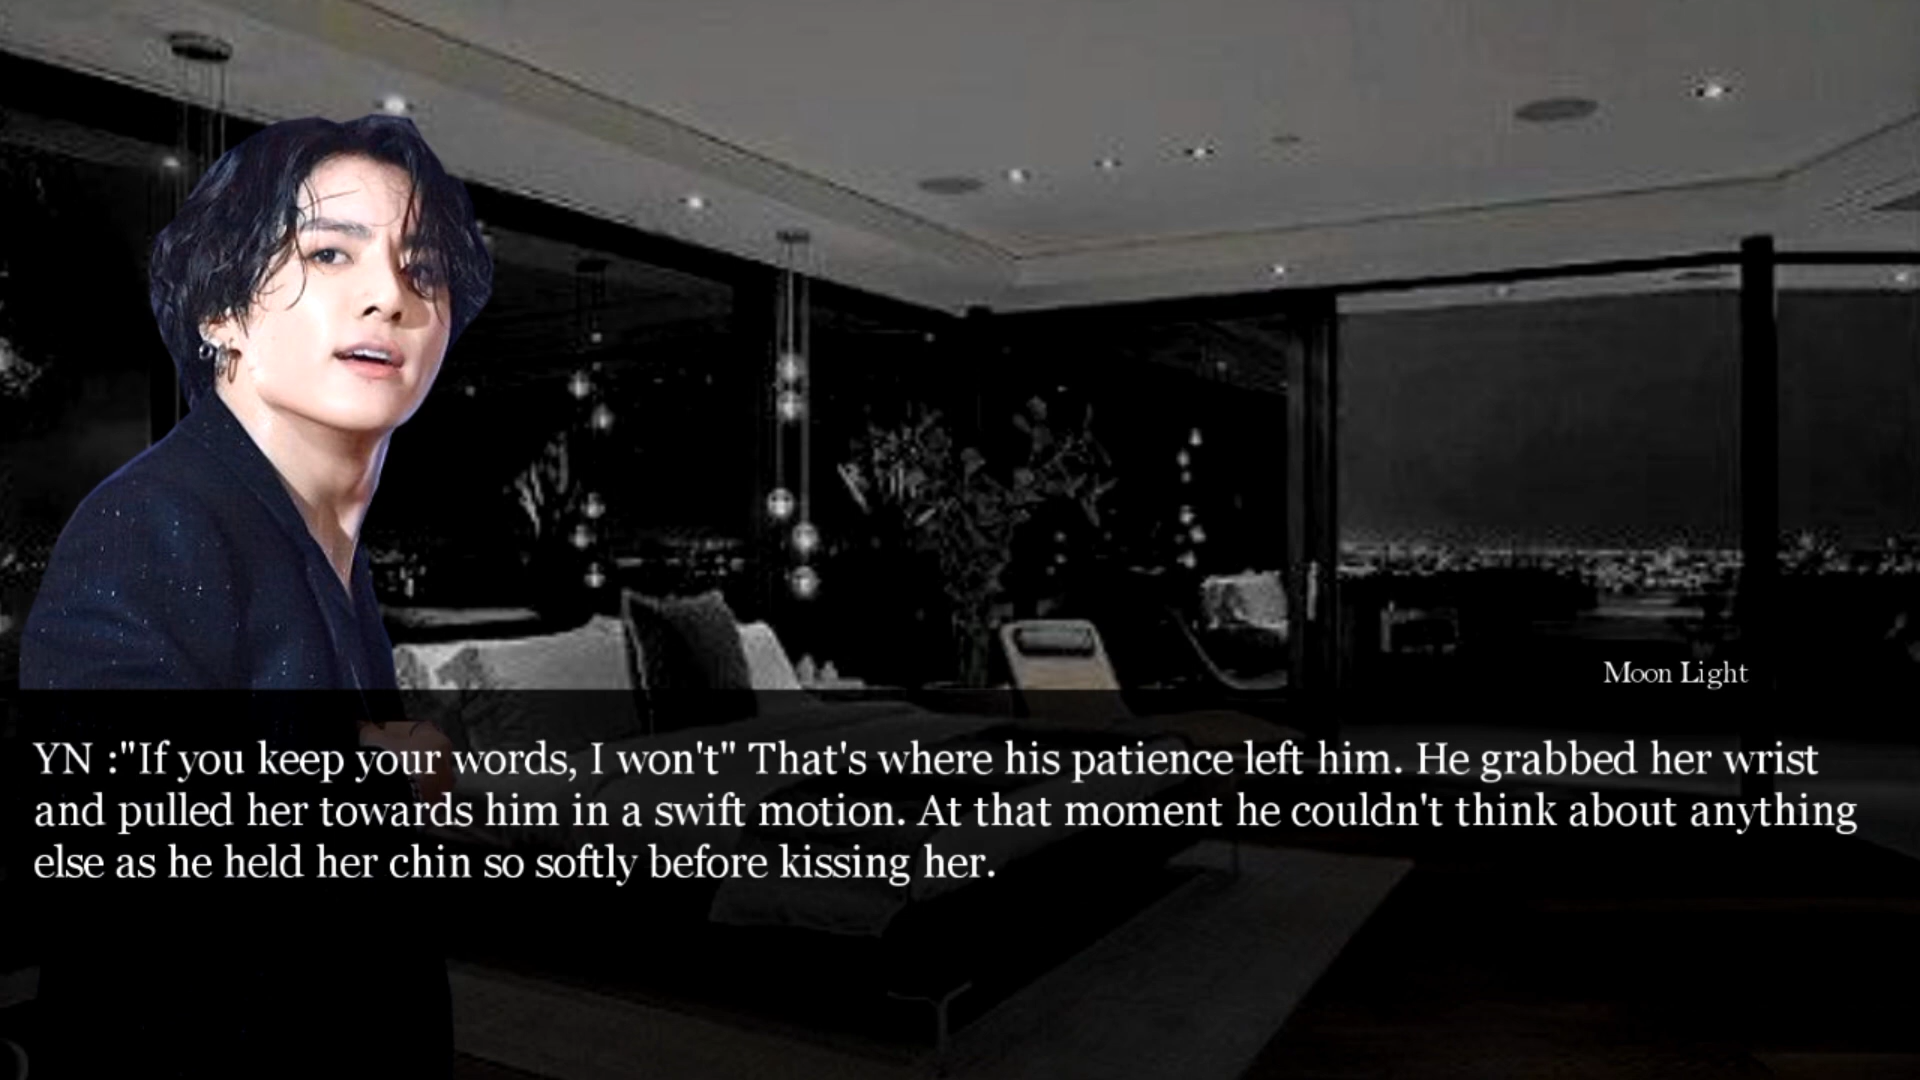 Moon Light
YN :"If you keep your words, I won't" That's where his patience left him. He grabbed her wrist
and pulled her towards him in a swift motion. At that moment he couldn't think about anything
else as he held her chin so softly before kissing her.